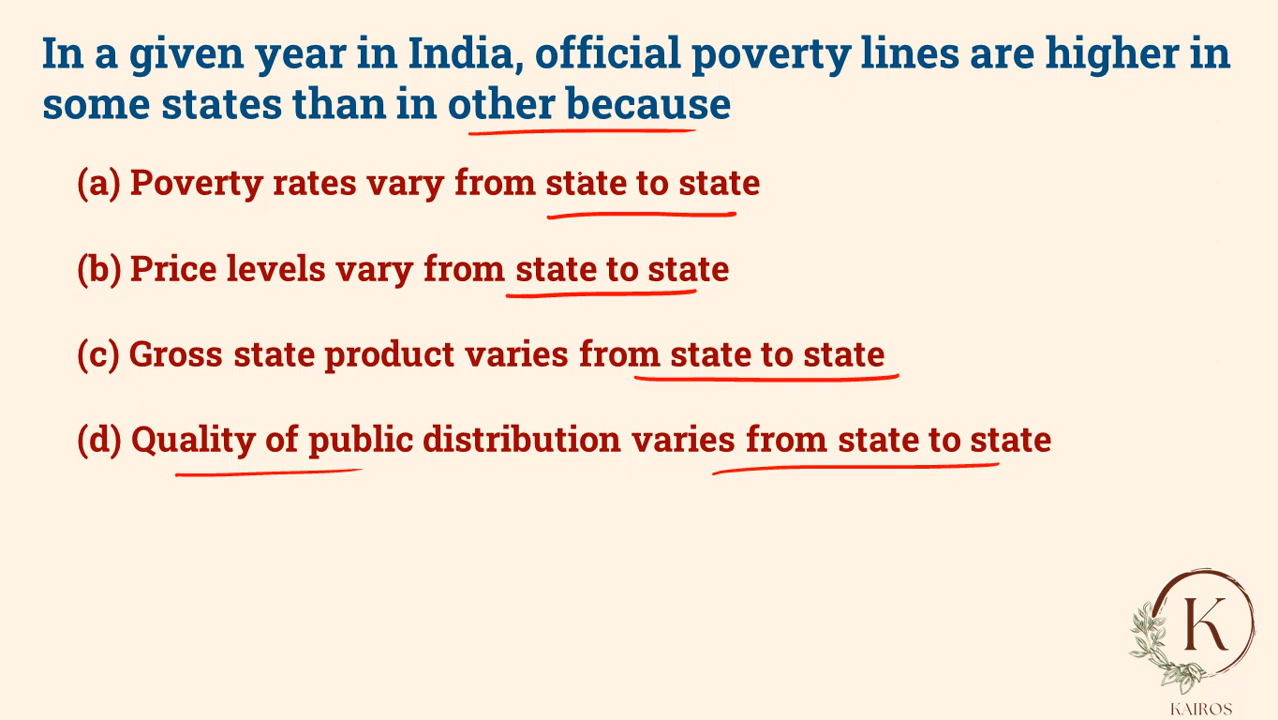 In a given year in India, official poverty lines are higher in
some states than in other because
(a) Poverty rates vary from state to state
(b) Price levels vary from state to state
(c) Gross state product varies from state to state
(d) Quality of public distribution varies from state to state
K
KAIROS